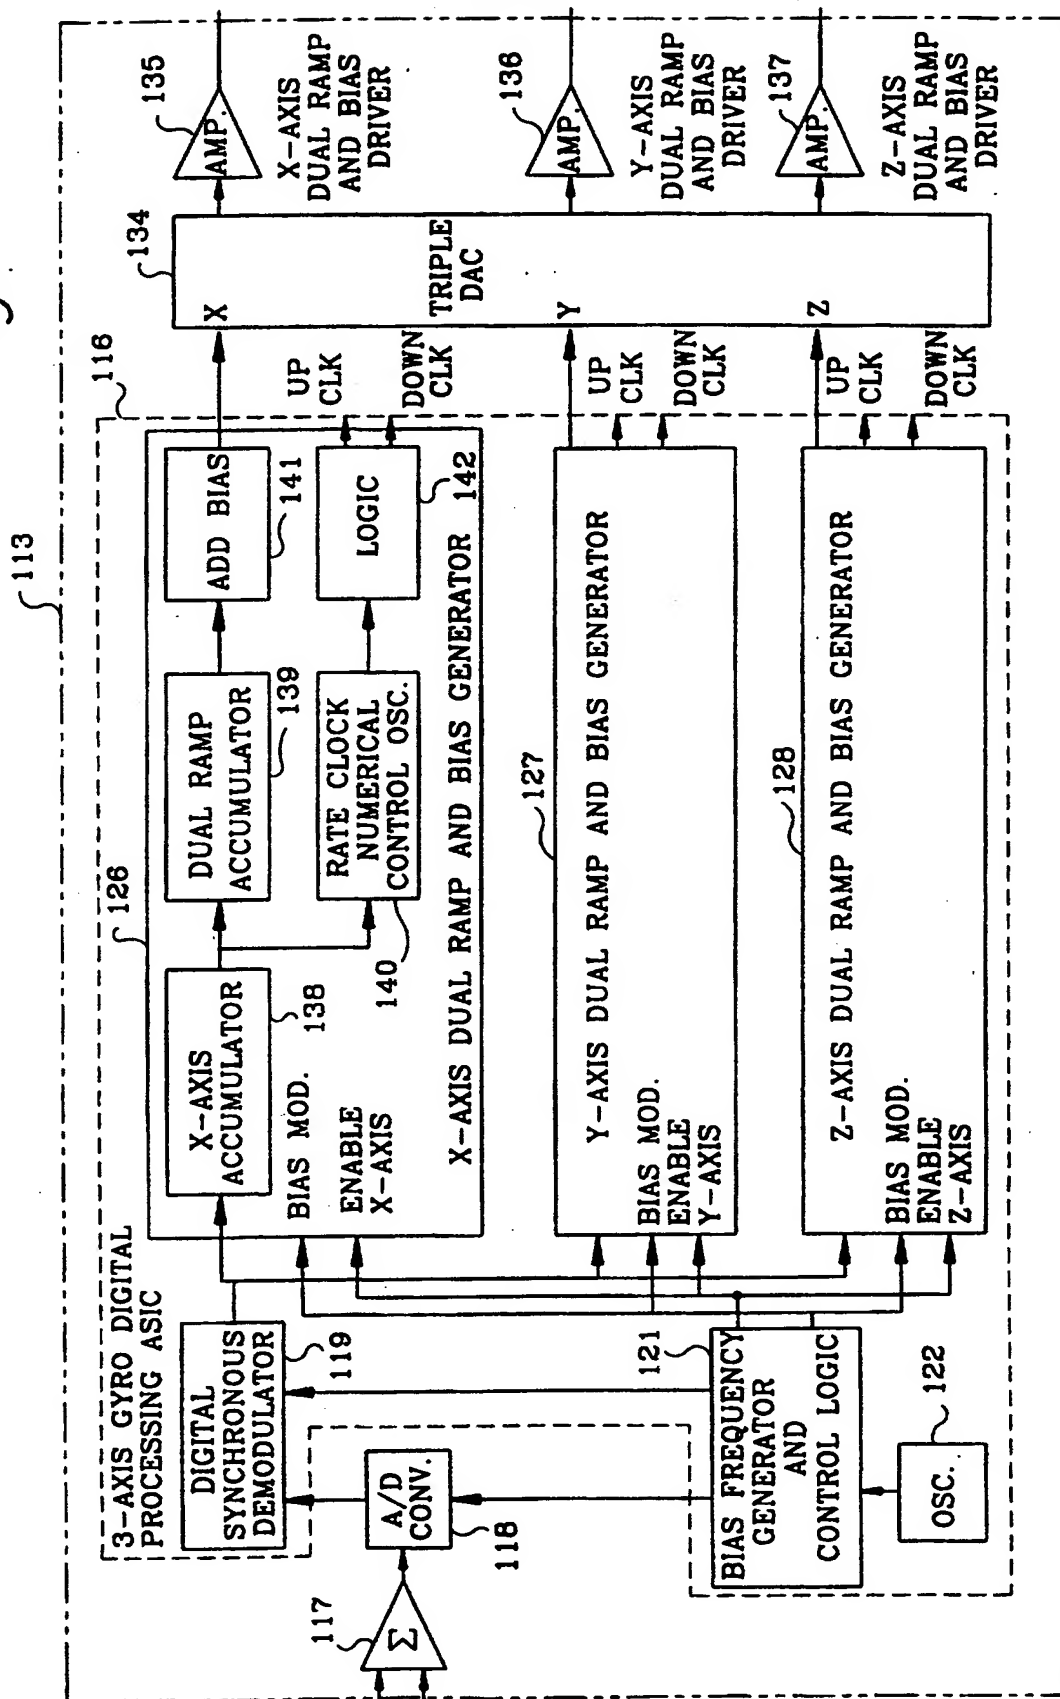 113
116
3-AXIS GYRO DIGITAL
PROCESSING ASIC
DIGITAL
SYNCHRONOUS
DEMODULATOR
119
117
Σ
A/D
CONV.
118
BIAS FREQUENCY
GENERATOR
AND
CONTROL LOGIC
121
OSC.
122
126
X-AXIS
ACCUMULATOR
138
DUAL RAMP
ACCUMULATOR
139
ADD BIAS
141
RATE CLOCK
NUMERICAL
CONTROL OSC.
140
LOGIC
142
BIAS MOD.
ENABLE
X-AXIS
X-AXIS DUAL RAMP AND BIAS GENERATOR
UP
CLK
DOWN
CLK
127
Y-AXIS DUAL RAMP AND BIAS GENERATOR
BIAS MOD.
ENABLE
Y-AXIS
UP
CLK
DOWN
CLK
128
Z-AXIS DUAL RAMP AND BIAS GENERATOR
BIAS MOD.
ENABLE
Z-AXIS
UP
CLK
DOWN
CLK
134
X
TRIPLE
DAC
Y
Z
135
AMP.
X-AXIS
DUAL RAMP
AND BIAS
DRIVER
136
AMP.
Y-AXIS
DUAL RAMP
AND BIAS
DRIVER
137
AMP.
Z-AXIS
DUAL RAMP
AND BIAS
DRIVER